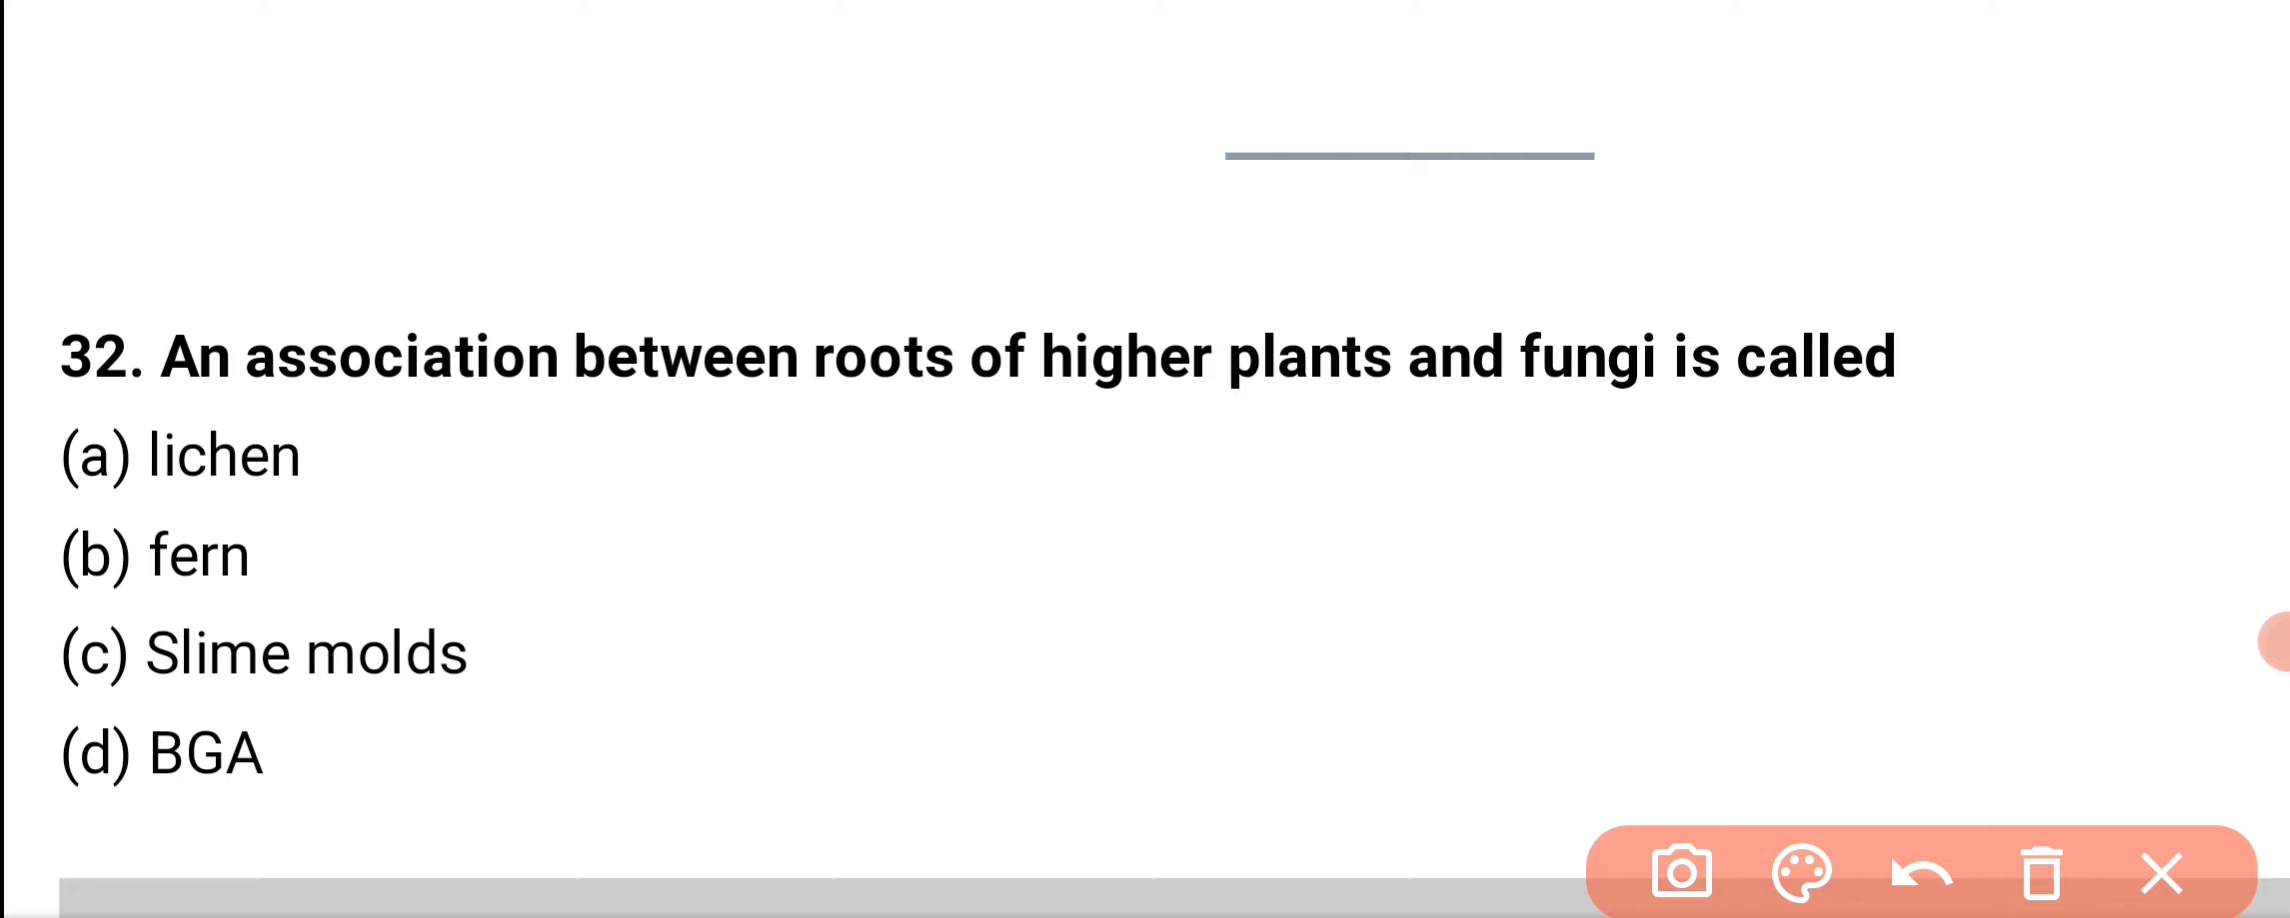 32. An association between roots of higher plants and fungi is called
(a) lichen
(b) fern
(c) Slime molds
(d) BGA